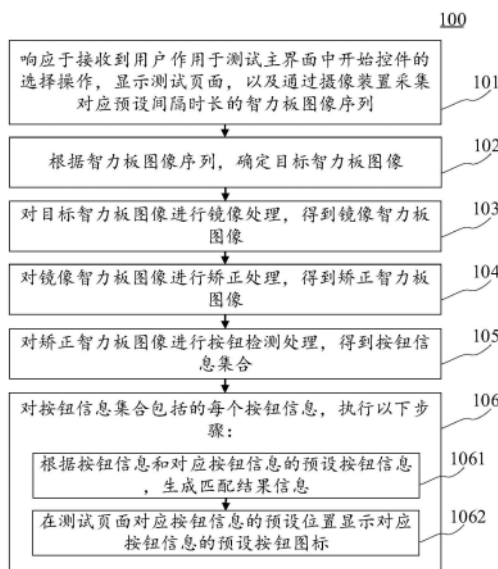 100
响应于接收到用户作用于测试主界面中开始控件的
选择操作，显示测试页面，以及通过摄像装置采集
对应预设间隔时长的智力板图像序列
101
根据智力板图像序列，确定目标智力板图像
102
对目标智力板图像进行镜像处理，得到镜像智力板
图像
103
对镜像智力板图像进行矫正处理，得到矫正智力板
图像
104
对矫正智力板图像进行按钮检测处理，得到按钮信
息集合
105
对按钮信息集合包括的每个按钮信息，执行以下步
骤：
106
根据按钮信息和对应按钮信息的预设按钮信息
，生成匹配结果信息
1061
在测试页面对应按钮信息的预设位置显示对应
按钮信息的预设按钮图标
1062